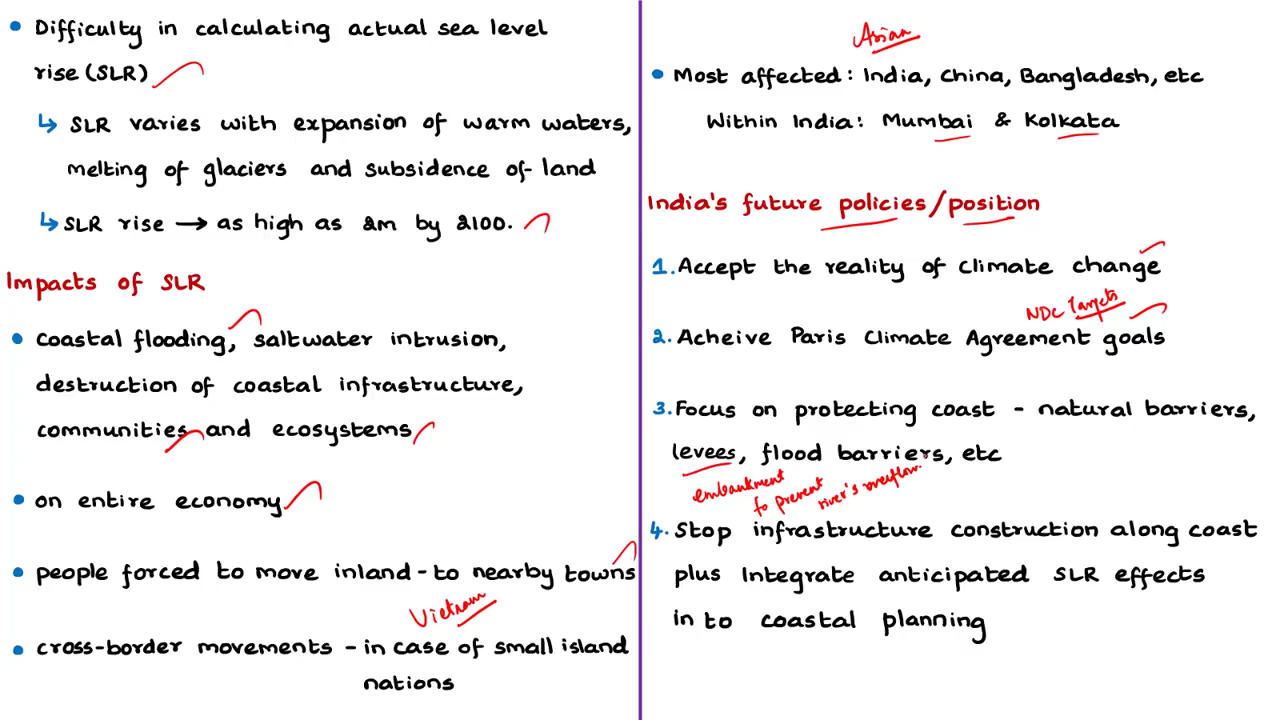 • Difficulty in calculating actual sea level
rise (SLR)
↳ SLR varies with expansion of warm waters,
melting of glaciers and subsidence of land
↳ SLR rise → as high as 2m by 2100.
Impacts of SLR
• Coastal flooding, saltwater intrusion,
destruction of coastal infrastructure,
communities and ecosystems
• on entire economy
• people forced to move inland - to nearby towns
Vietnam
• cross-border movements - in case of small island
nations
Asian
• Most affected: India, China, Bangladesh, etc
Within India: Mumbai & Kolkata
India's future policies/position
1. Accept the reality of climate change
NDC targets
2. Acheive Paris Climate Agreement goals
3. Focus on protecting coast - natural barriers,
levees, flood barriers, etc
embankment
to prevent
river's overflow.
4. Stop infrastructure construction along coast
plus Integrate anticipated SLR effects
in to coastal planning